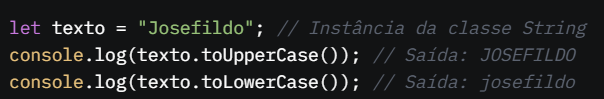 let texto = "Josefildo"; // Instância da classe String
console.log(texto.toUpperCase()); // Saída: JOSEFILDO
console.log(texto.toLowerCase()); // Saída: josefildo